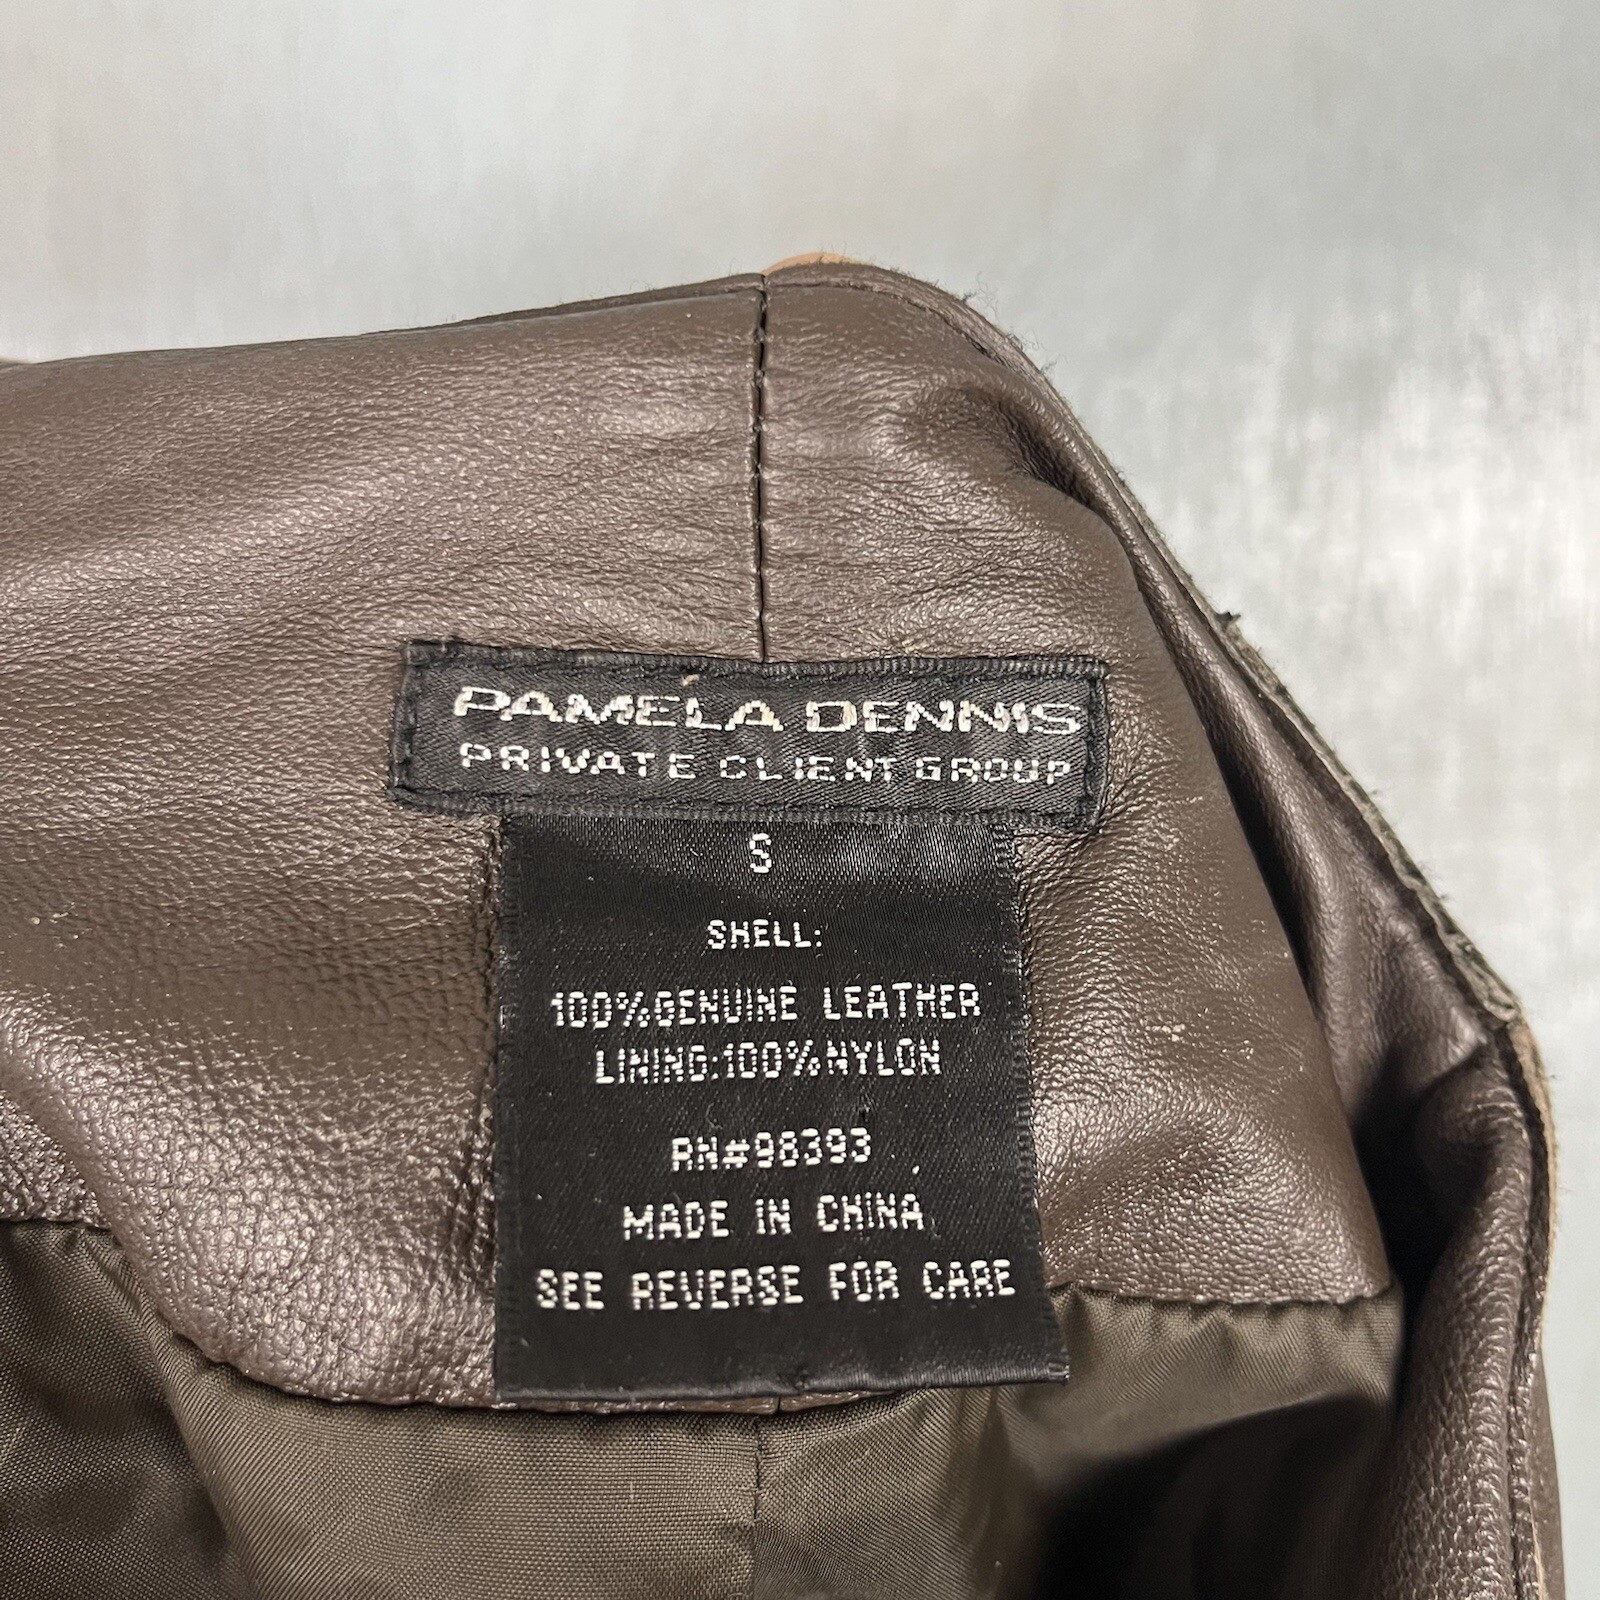 PAMELA DENNIS
PRIVATE CLIENT GROUP
S
SHELL:
100%GENUINE LEATHER
LINING:100%NYLON
RN#98393
MADE IN CHINA
SEE REVERSE FOR CARE